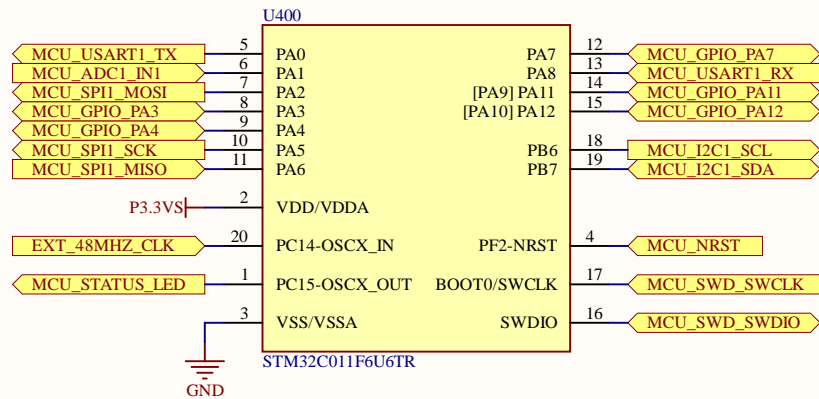 U400
MCU_USART1_TX 5 PA0 PA7 12 MCU_GPIO_PA7
MCU_ADC1_IN1 6 PA1 PA8 13 MCU_USART1_RX
MCU_SPI1_MOSI 7 PA2 [PA9] PA11 14 MCU_GPIO_PA11
MCU_GPIO_PA3 8 PA3 [PA10] PA12 15 MCU_GPIO_PA12
MCU_GPIO_PA4 9 PA4
MCU_SPI1_SCK 10 PA5 PB6 18 MCU_I2C1_SCL
MCU_SPI1_MISO 11 PA6 PB7 19 MCU_I2C1_SDA
P3.3VS 2 VDD/VDDA
EXT_48MHZ_CLK 20 PC14-OSCX_IN PF2-NRST 4 MCU_NRST
MCU_STATUS_LED 1 PC15-OSCX_OUT BOOT0/SWCLK 17 MCU_SWD_SWCLK
3 VSS/VSSA SWDIO 16 MCU_SWD_SWDIO
STM32C011F6U6TR
GND